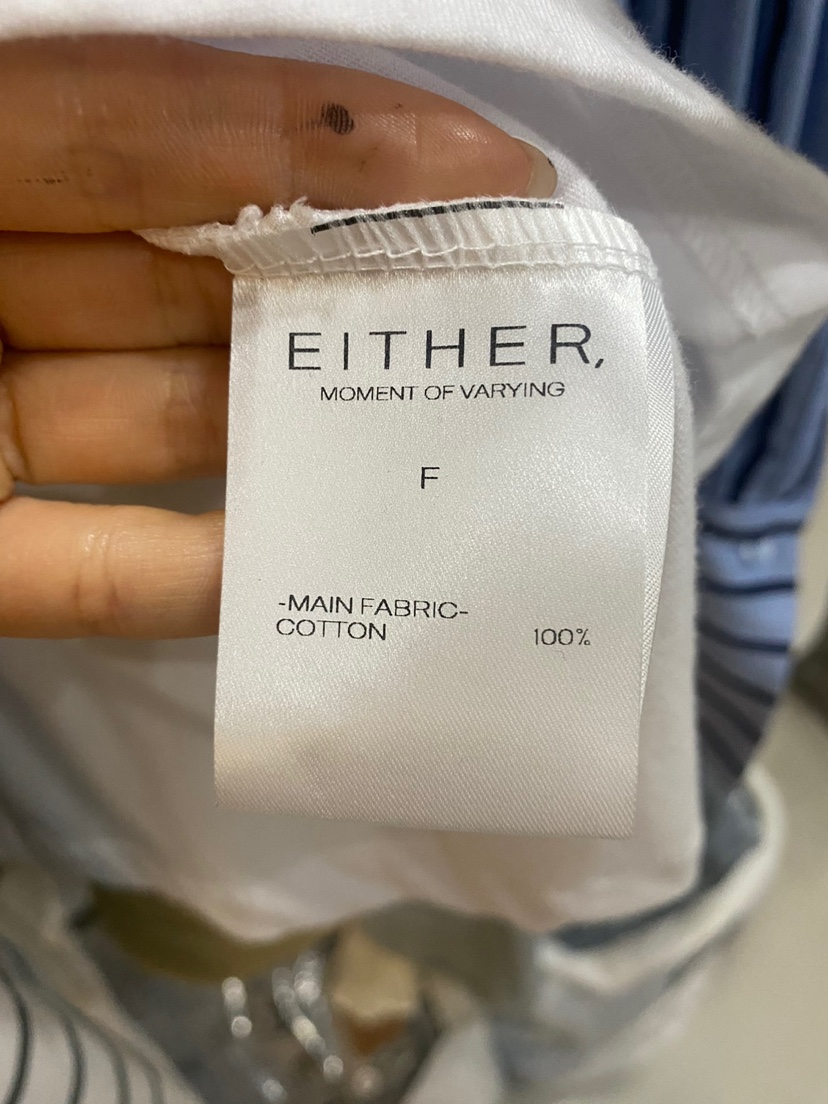 EITHER,
MOMENT OF VARYING
F
-MAIN FABRIC-
COTTON 100%